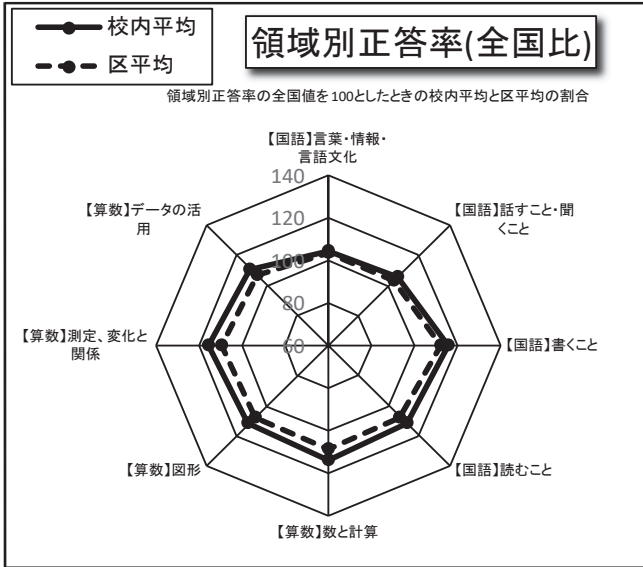 校内平均
区平均
領域別正答率(全国比)
領域別正答率の全国値を100としたときの校内平均と区平均の割合
【国語】言葉・情報・
言語文化
【国語】話すこと・聞
くこと
【国語】書くこと
【国語】読むこと
【算数】数と計算
【算数】図形
【算数】測定、変化と
関係
【算数】データの活
用
140
120
100
80
60